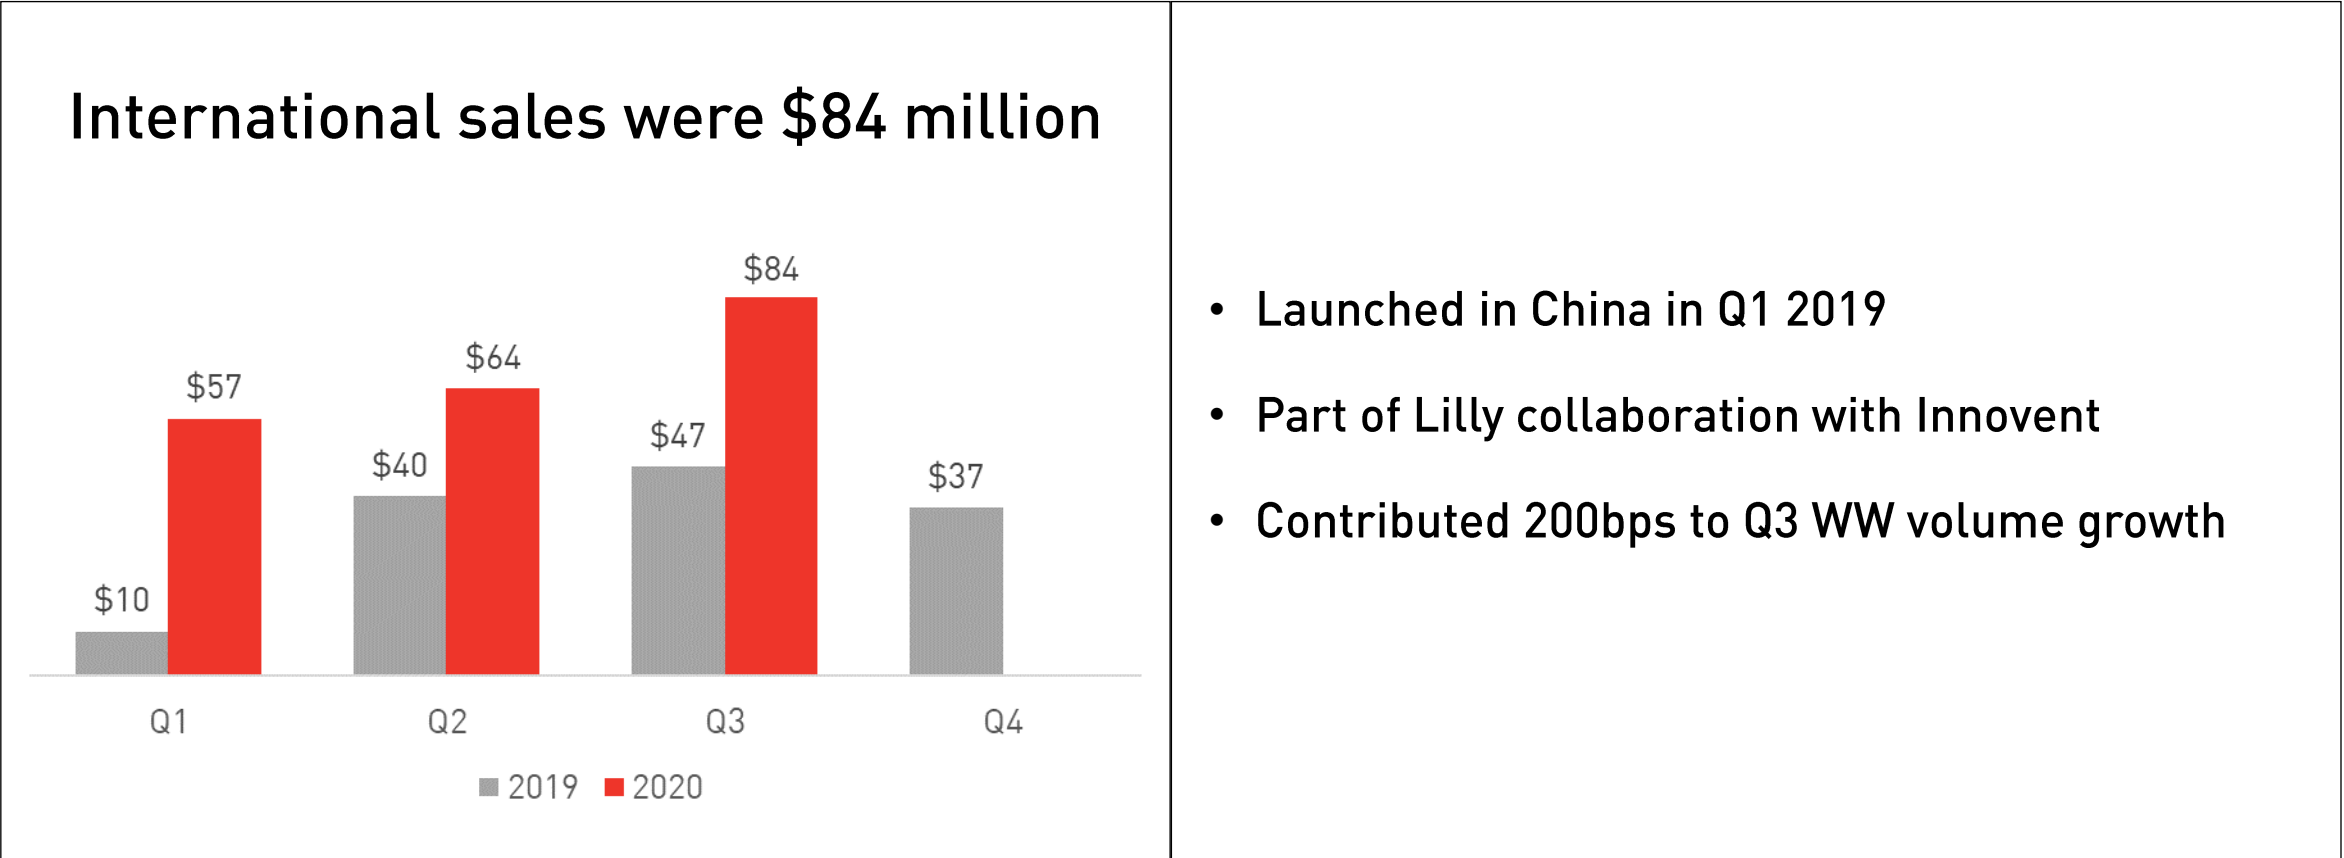 International sales were $84 million
$84
$64
$57
$47
$40
$37
$10
Q1 Q2 Q3 Q4
2019 2020
• Launched in China in Q1 2019
• Part of Lilly collaboration with Innovent
• Contributed 200bps to Q3 WW volume growth